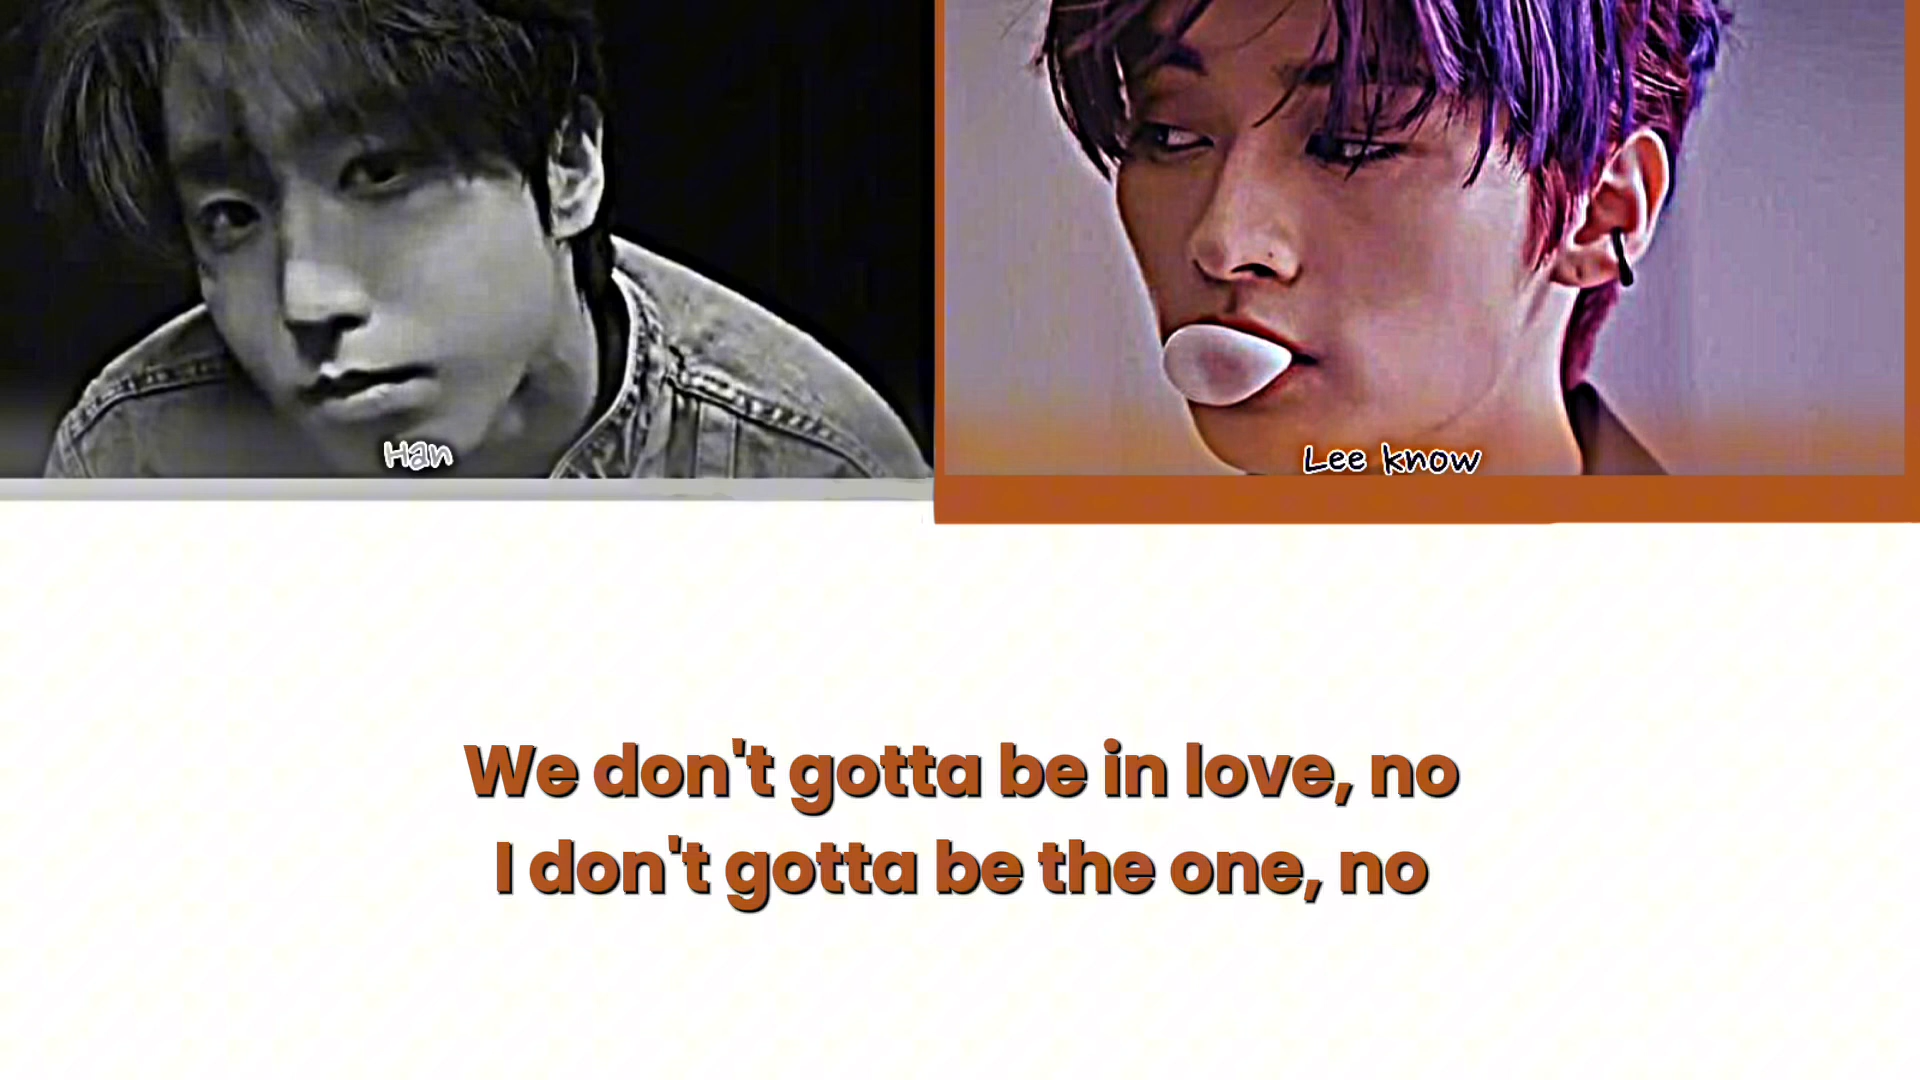 Han
Lee know
We don't gotta be in love, no
I don't gotta be the one, no